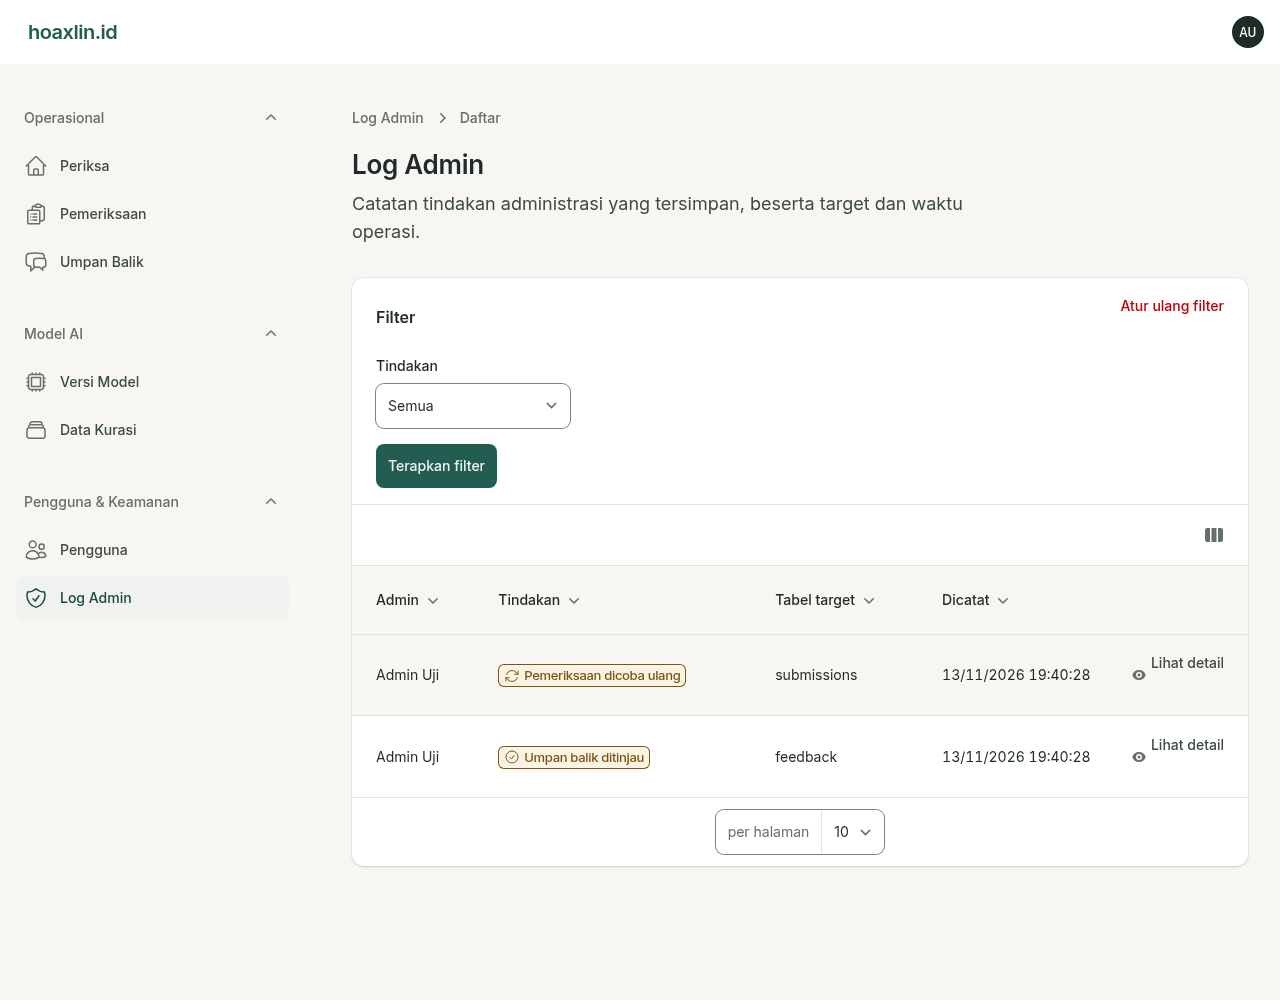 hoaxlin.id
AU
Operasional
Periksa
Pemeriksaan
Umpan Balik
Model AI
Versi Model
Data Kurasi
Pengguna & Keamanan
Pengguna
Log Admin
Log Admin > Daftar
Log Admin
Catatan tindakan administrasi yang tersimpan, beserta target dan waktu
operasi.
Filter
Atur ulang filter
Tindakan
Semua
Terapkan filter
Admin Tindakan Tabel target Dicatat
Admin Uji Pemeriksaan dicoba ulang submissions 13/11/2026 19:40:28 Lihat detail
Admin Uji Umpan balik ditinjau feedback 13/11/2026 19:40:28 Lihat detail
per halaman 10